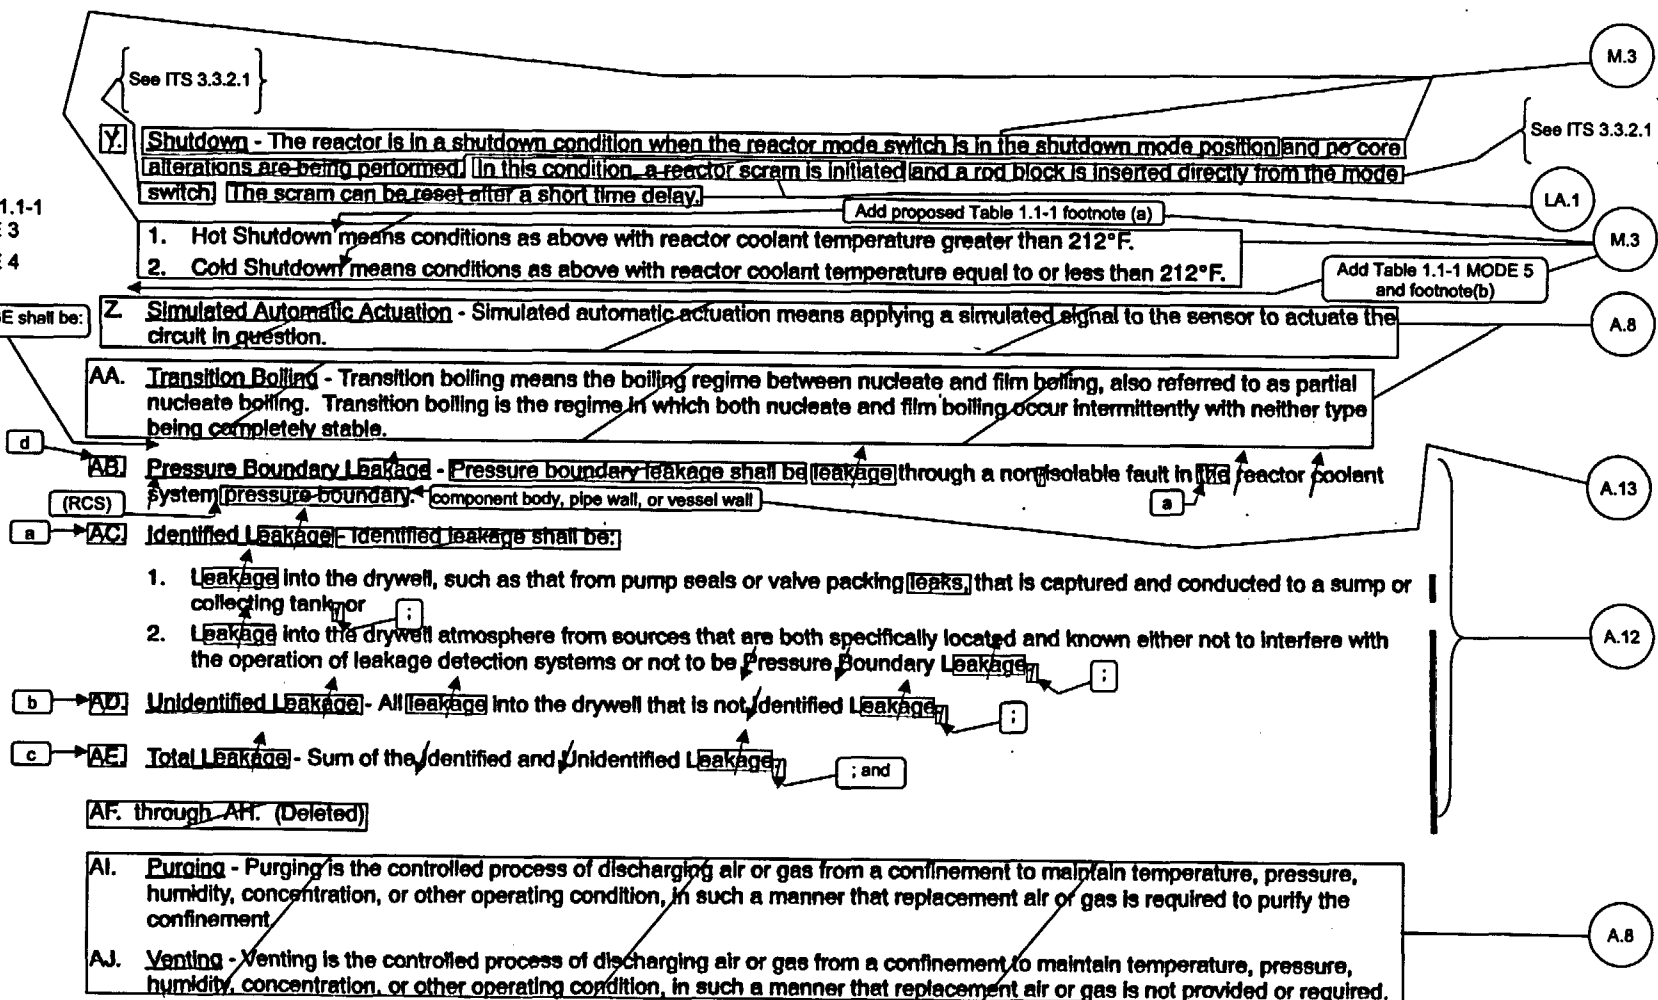 M.3
See ITS 3.3.2.1
See ITS 3.3.2.1
Y. Shutdown - The reactor is in a shutdown condition when the reactor mode switch is in the shutdown mode position and no core
alterations are being performed. In this condition, a reactor scram is initiated and a rod block is inserted directly from the mode
switch. The scram can be reset after a short time delay.
LA.1
1.1-1
E 3
E 4
Add proposed Table 1.1-1 footnote (a)
M.3
1. Hot Shutdown means conditions as above with reactor coolant temperature greater than 212°F.
2. Cold Shutdown means conditions as above with reactor coolant temperature equal to or less than 212°F.
Add Table 1.1-1 MODE 5
and footnote(b)
GE shall be:
Z. Simulated Automatic Actuation - Simulated automatic actuation means applying a simulated signal to the sensor to actuate the
circuit in question.
A.8
AA. Transition Boiling - Transition boiling means the boiling regime between nucleate and film boiling, also referred to as partial
nucleate boiling. Transition boiling is the regime in which both nucleate and film boiling occur intermittently with neither type
being completely stable.
d
AB. Pressure Boundary Leakage - Pressure boundary leakage shall be leakage through a non-isolable fault in the reactor coolant
system pressure boundary. component body, pipe wall, or vessel wall
(RCS)
a
A.13
a
AC. Identified Leakage - Identified leakage shall be:
1. Leakage into the drywell, such as that from pump seals or valve packing leaks, that is captured and conducted to a sump or
collecting tank, or
;
2. Leakage into the drywell atmosphere from sources that are both specifically located and known either not to interfere with
the operation of leakage detection systems or not to be Pressure Boundary Leakage.
;
A.12
b
AD. Unidentified Leakage - All leakage into the drywell that is not Identified Leakage.
;
c
AE. Total Leakage - Sum of the Identified and Unidentified Leakage.
; and
AF. through AH. (Deleted)
AI. Purging - Purging is the controlled process of discharging air or gas from a confinement to maintain temperature, pressure,
humidity, concentration, or other operating condition, in such a manner that replacement air or gas is required to purify the
confinement.
AJ. Venting - Venting is the controlled process of discharging air or gas from a confinement to maintain temperature, pressure,
humidity, concentration, or other operating condition, in such a manner that replacement air or gas is not provided or required.
A.8